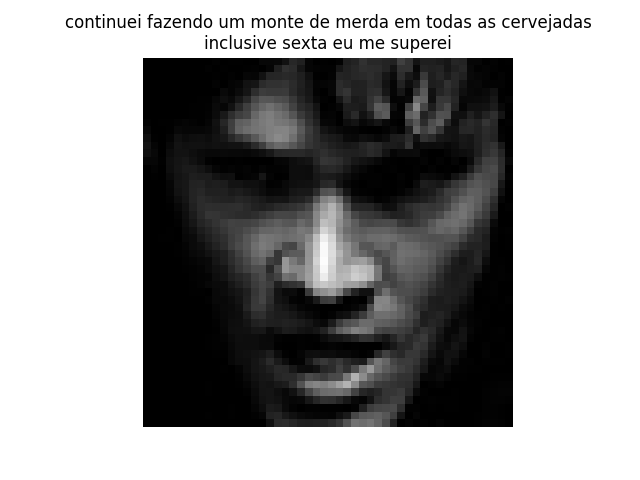 continuei fazendo um monte de merda em todas as cervejadas
inclusive sexta eu me superei